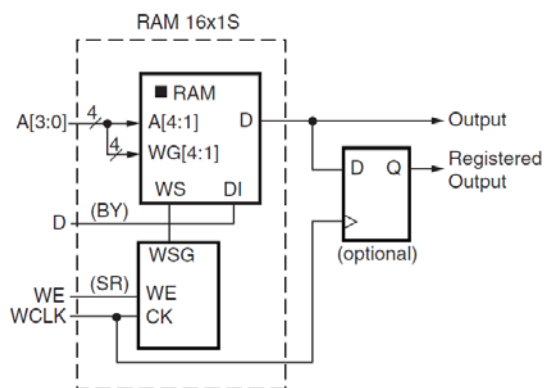 RAM 16x1S
RAM
A[3:0]
4
A[4:1]
D
Output
4
WG[4:1]
D
Q
Registered
Output
WS
DI
D
(BY)
WSG
(optional)
WE
(SR)
WE
WCLK
CK